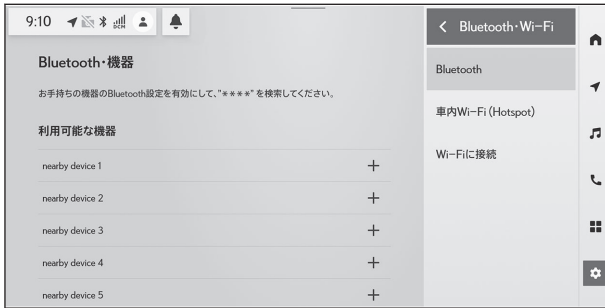 9:10
DCM
Bluetooth･Wi-Fi
Bluetooth･機器
お手持ちの機器のBluetooth設定を有効にして、"＊＊＊＊" を検索してください。
利用可能な機器
nearby device 1
nearby device 2
nearby device 3
nearby device 4
nearby device 5
Bluetooth
車内Wi-Fi (Hotspot)
Wi-Fiに接続